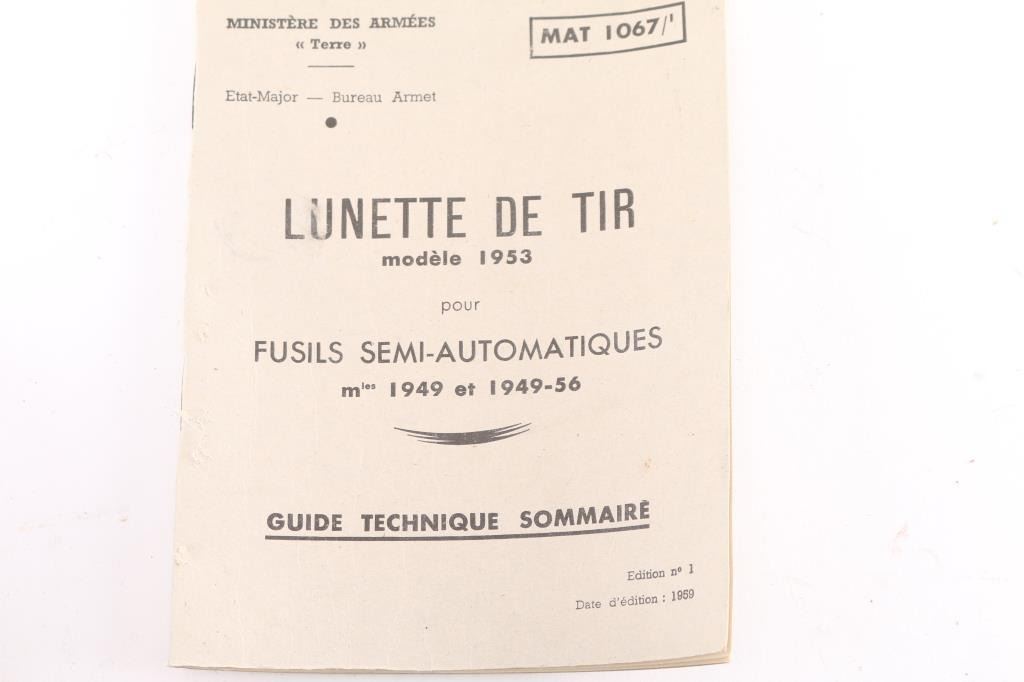 MINISTÈRE DES ARMÉES
« Terre »
MAT 1067/1
Etat-Major — Bureau Armet
LUNETTE DE TIR
modèle 1953
pour
FUSILS SEMI-AUTOMATIQUES
mles 1949 et 1949-56
GUIDE TECHNIQUE SOMMAIRE
Edition nº 1
Date d'édition : 1959